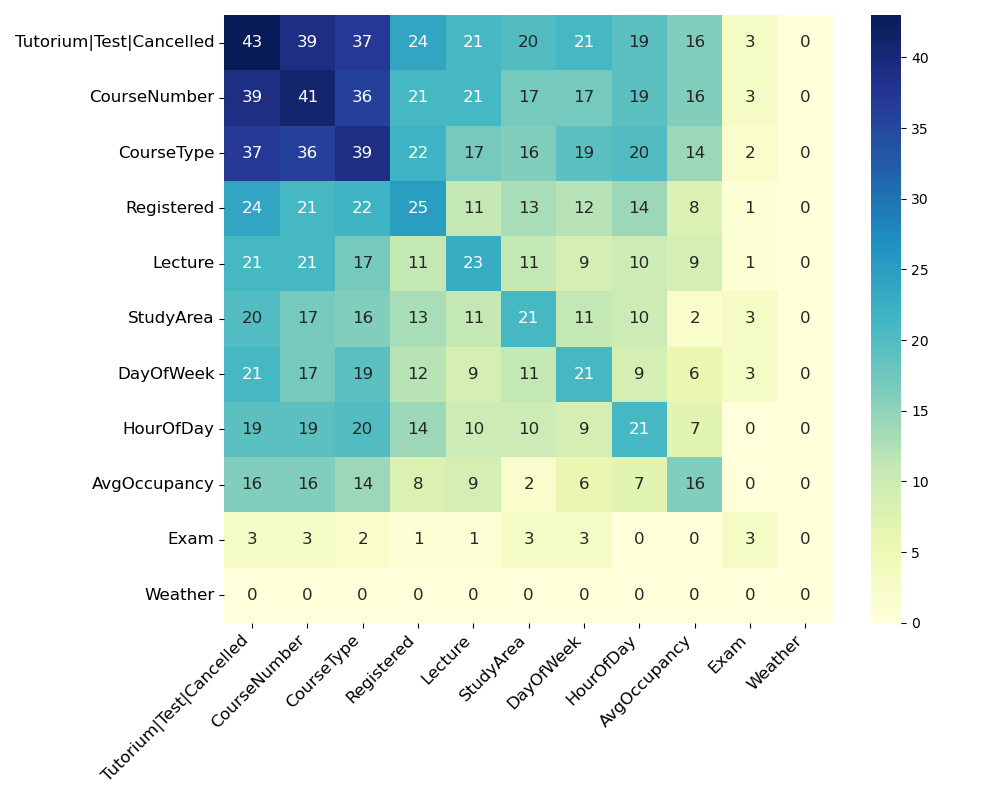 Tutorium|Test|Cancelled 43 39 37 24 21 20 21 19 16 3 0
CourseNumber 39 41 36 21 21 17 17 19 16 3 0
CourseType 37 36 39 22 17 16 19 20 14 2 0
Registered 24 21 22 25 11 13 12 14 8 1 0
Lecture 21 21 17 11 23 11 9 10 9 1 0
StudyArea 20 17 16 13 11 21 11 10 2 3 0
DayOfWeek 21 17 19 12 9 11 21 9 6 3 0
HourOfDay 19 19 20 14 10 10 9 21 7 0 0
AvgOccupancy 16 16 14 8 9 2 6 7 16 0 0
Exam 3 3 2 1 1 3 3 0 0 3 0
Weather 0 0 0 0 0 0 0 0 0 0 0
Tutorium|Test|Cancelled
CourseNumber
CourseType
Registered
Lecture
StudyArea
DayOfWeek
HourOfDay
AvgOccupancy
Exam
Weather
40
35
30
25
20
15
10
5
0